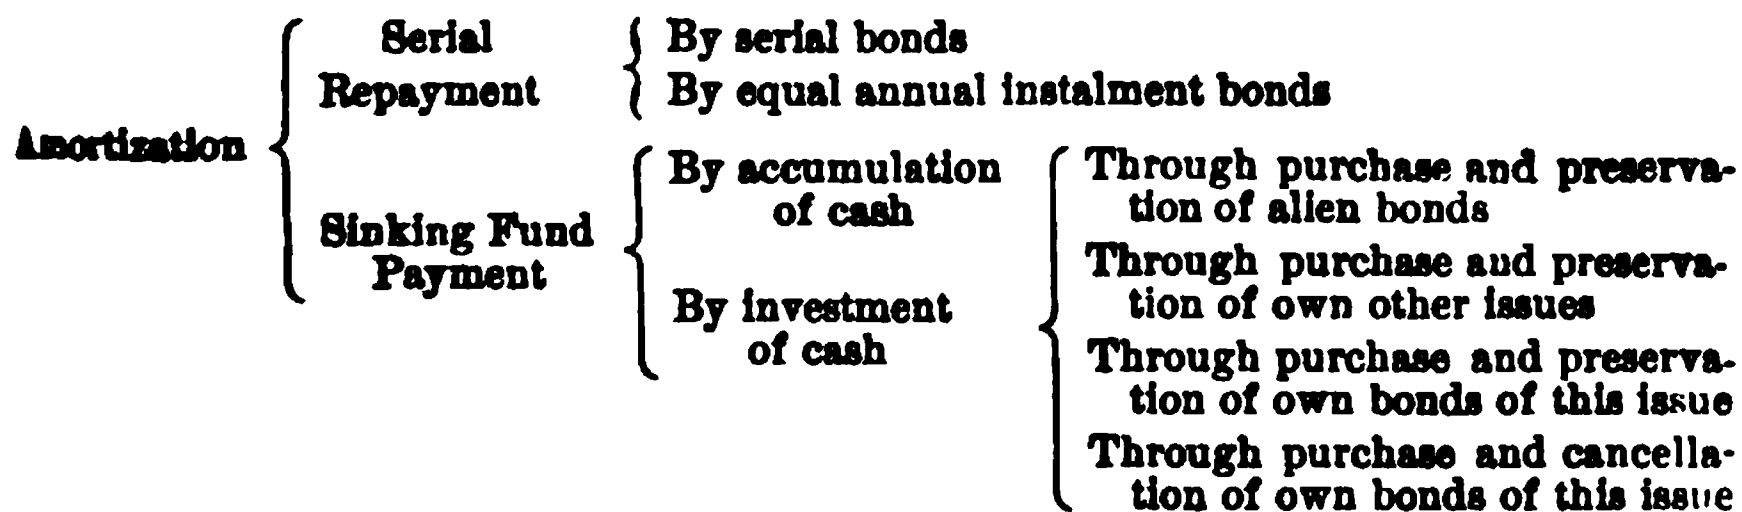 Amortization
Serial
Repayment
By serial bonds
By equal annual instalment bonds
Sinking Fund
Payment
By accumulation
of cash
By investment
of cash
Through purchase and preserva-
tion of alien bonds
Through purchase and preserva-
tion of own other issues
Through purchase and preserva-
tion of own bonds of this issue
Through purchase and cancella-
tion of own bonds of this issue